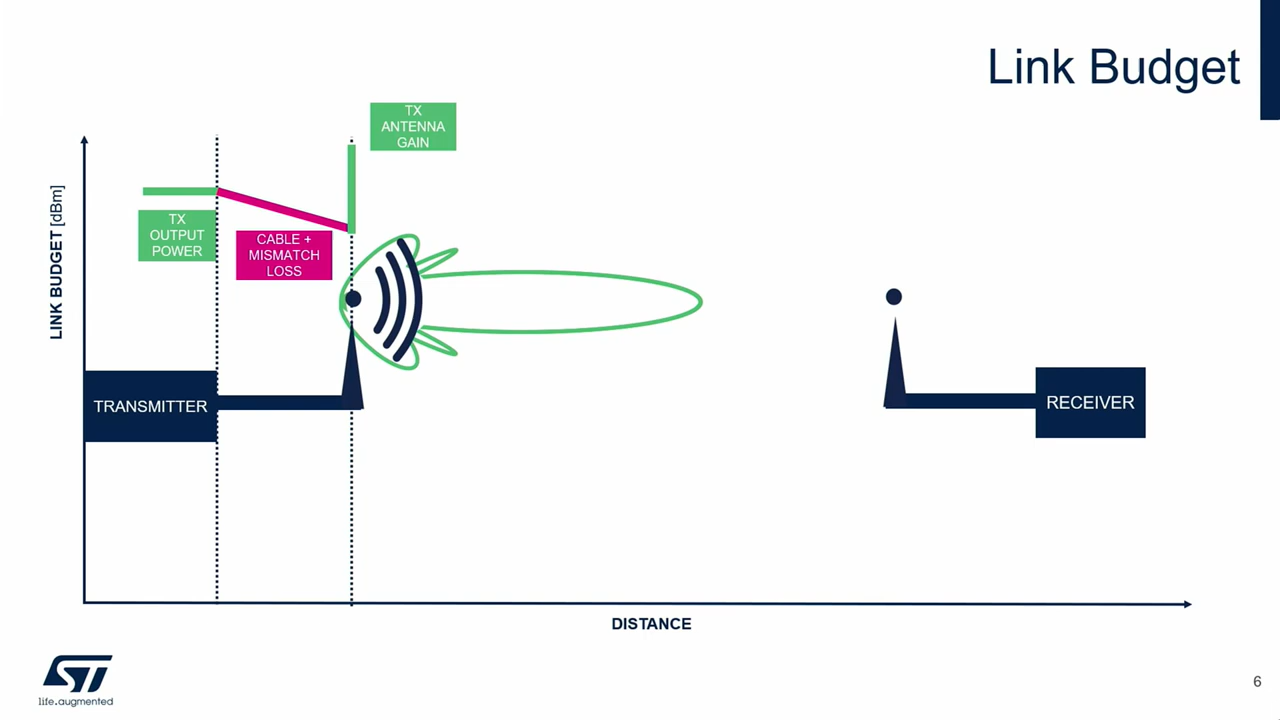 Link Budget
TX
ANTENNA
GAIN
LINK BUDGET [dBm]
TX
OUTPUT
POWER
CABLE +
MISMATCH
LOSS
TRANSMITTER
RECEIVER
DISTANCE
ST
life.augmented
6